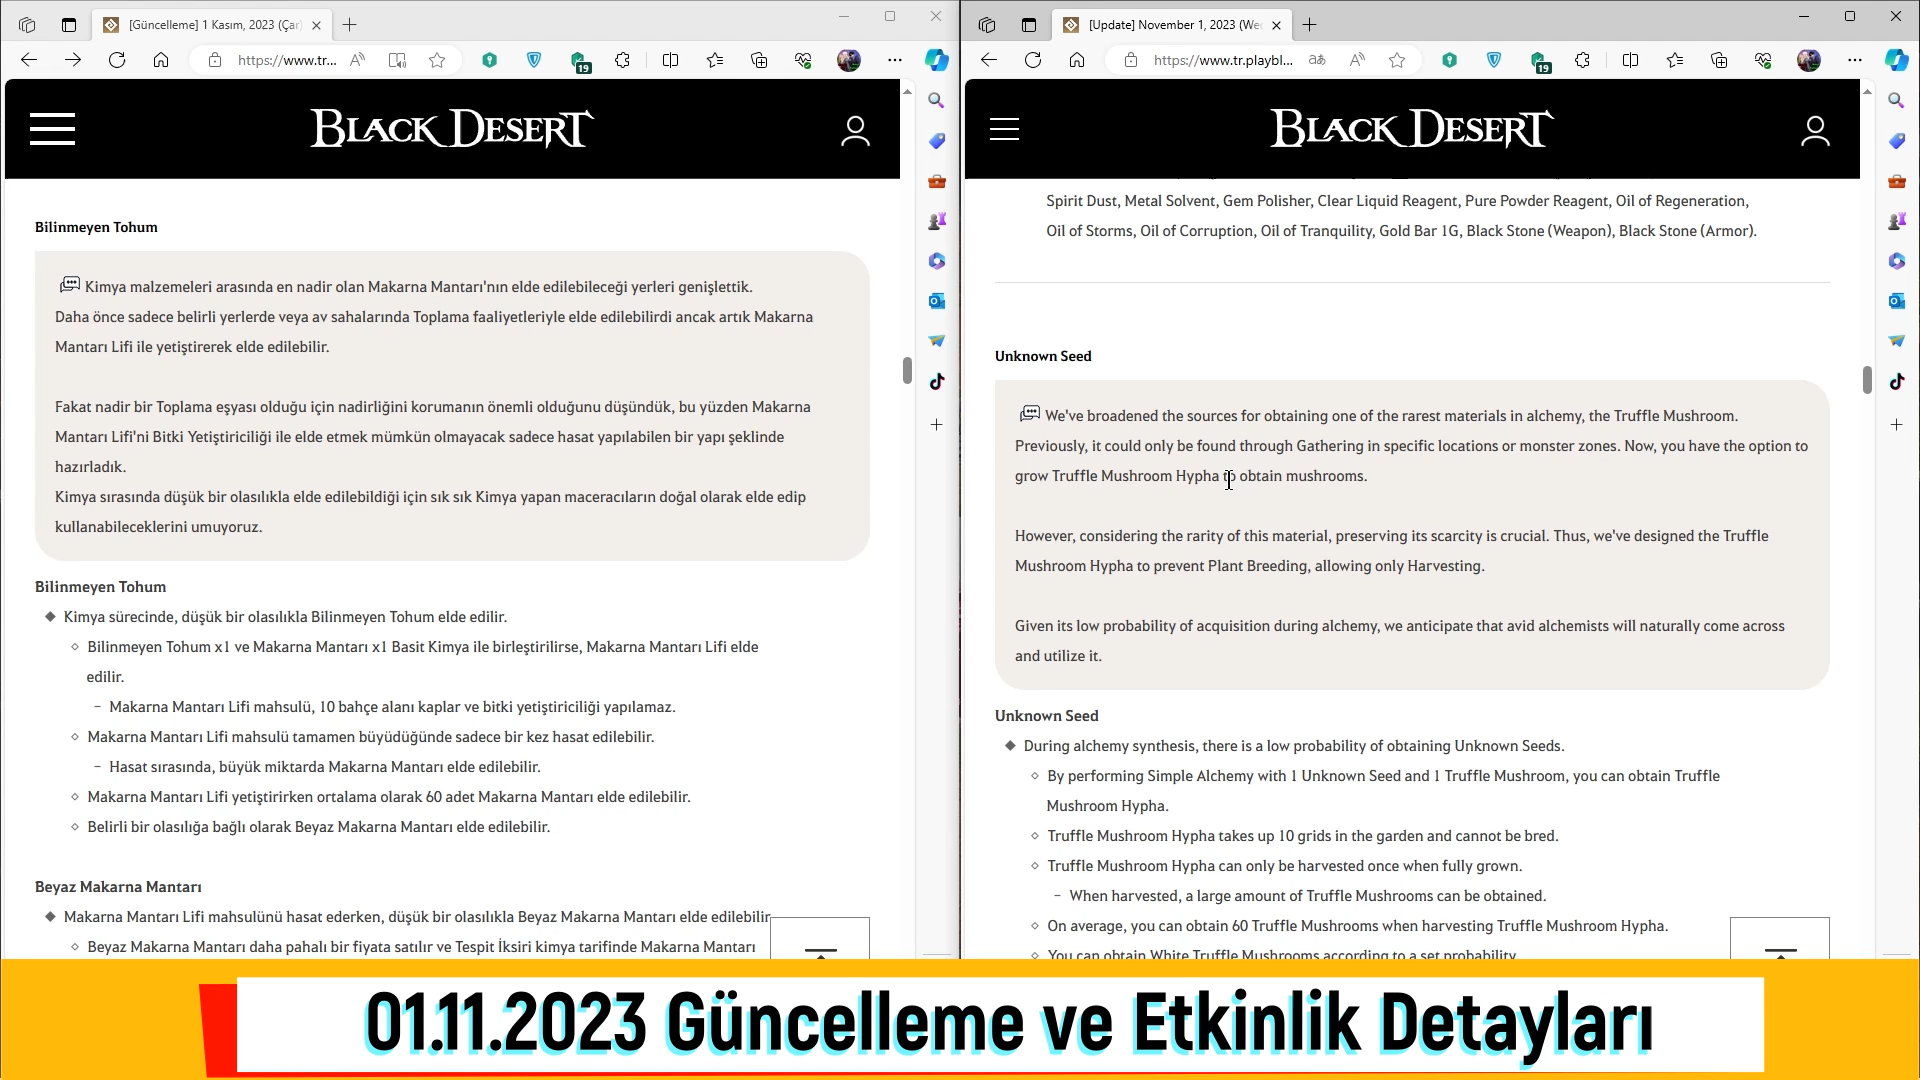 [Güncelleme] 1 Kasım, 2023 (Çar
https://www.tr...
19
BLACK DESERT
Bilinmeyen Tohum
Kimya malzemeleri arasında en nadir olan Makarna Mantarı'nın elde edilebileceği yerleri genişlettik.
Daha önce sadece belirli yerlerde veya av sahalarında Toplama faaliyetleriyle elde edilebilirdi ancak artık Makarna
Mantarı Lifi ile yetiştirerek elde edilebilir.
Fakat nadir bir Toplama eşyası olduğu için nadirliğini korumanın önemli olduğunu düşündük, bu yüzden Makarna
Mantarı Lifi'ni Bitki Yetiştiriciliği ile elde etmek mümkün olmayacak sadece hasat yapılabilen bir yapı şeklinde
hazırladık.
Kimya sırasında düşük bir olasılıkla elde edilebildiği için sık sık Kimya yapan maceracıların doğal olarak elde edip
kullanabileceklerini umuyoruz.
Bilinmeyen Tohum
◆ Kimya sürecinde, düşük bir olasılıkla Bilinmeyen Tohum elde edilir.
◇ Bilinmeyen Tohum x1 ve Makarna Mantarı x1 Basit Kimya ile birleştirilirse, Makarna Mantarı Lifi elde
edilir.
- Makarna Mantarı Lifi mahsulü, 10 bahçe alanı kaplar ve bitki yetiştiriciliği yapılamaz.
◇ Makarna Mantarı Lifi mahsulü tamamen büyüdüğünde sadece bir kez hasat edilebilir.
- Hasat sırasında, büyük miktarda Makarna Mantarı elde edilebilir.
◇ Makarna Mantarı Lifi yetiştirirken ortalama olarak 60 adet Makarna Mantarı elde edilebilir.
◇ Belirli bir olasılığa bağlı olarak Beyaz Makarna Mantarı elde edilebilir.
Beyaz Makarna Mantarı
◆ Makarna Mantarı Lifi mahsulünü hasat ederken, düşük bir olasılıkla Beyaz Makarna Mantarı elde edilebilir
◇ Beyaz Makarna Mantarı daha pahalı bir fiyata satılır ve Tespit İksiri kimya tarifinde Makarna Mantarı
[Update] November 1, 2023 (We
https://www.tr.playbl...
19
BLACK DESERT
Spirit Dust, Metal Solvent, Gem Polisher, Clear Liquid Reagent, Pure Powder Reagent, Oil of Regeneration,
Oil of Storms, Oil of Corruption, Oil of Tranquility, Gold Bar 1G, Black Stone (Weapon), Black Stone (Armor).
Unknown Seed
We've broadened the sources for obtaining one of the rarest materials in alchemy, the Truffle Mushroom.
Previously, it could only be found through Gathering in specific locations or monster zones. Now, you have the option to
grow Truffle Mushroom Hypha to obtain mushrooms.
However, considering the rarity of this material, preserving its scarcity is crucial. Thus, we've designed the Truffle
Mushroom Hypha to prevent Plant Breeding, allowing only Harvesting.
Given its low probability of acquisition during alchemy, we anticipate that avid alchemists will naturally come across
and utilize it.
Unknown Seed
◆ During alchemy synthesis, there is a low probability of obtaining Unknown Seeds.
◇ By performing Simple Alchemy with 1 Unknown Seed and 1 Truffle Mushroom, you can obtain Truffle
Mushroom Hypha.
◇ Truffle Mushroom Hypha takes up 10 grids in the garden and cannot be bred.
◇ Truffle Mushroom Hypha can only be harvested once when fully grown.
- When harvested, a large amount of Truffle Mushrooms can be obtained.
◇ On average, you can obtain 60 Truffle Mushrooms when harvesting Truffle Mushroom Hypha.
◇ You can obtain White Truffle Mushrooms according to a set probability
01.11.2023 Güncelleme ve Etkinlik Detayları